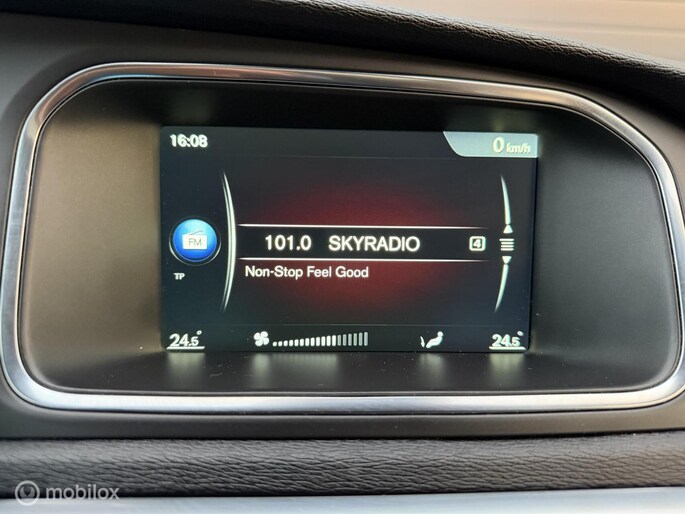 16:08
0 km/h
FM
101.0 SKYRADIO 4
TP
Non-Stop Feel Good
24.5° 24.5°
mobilox